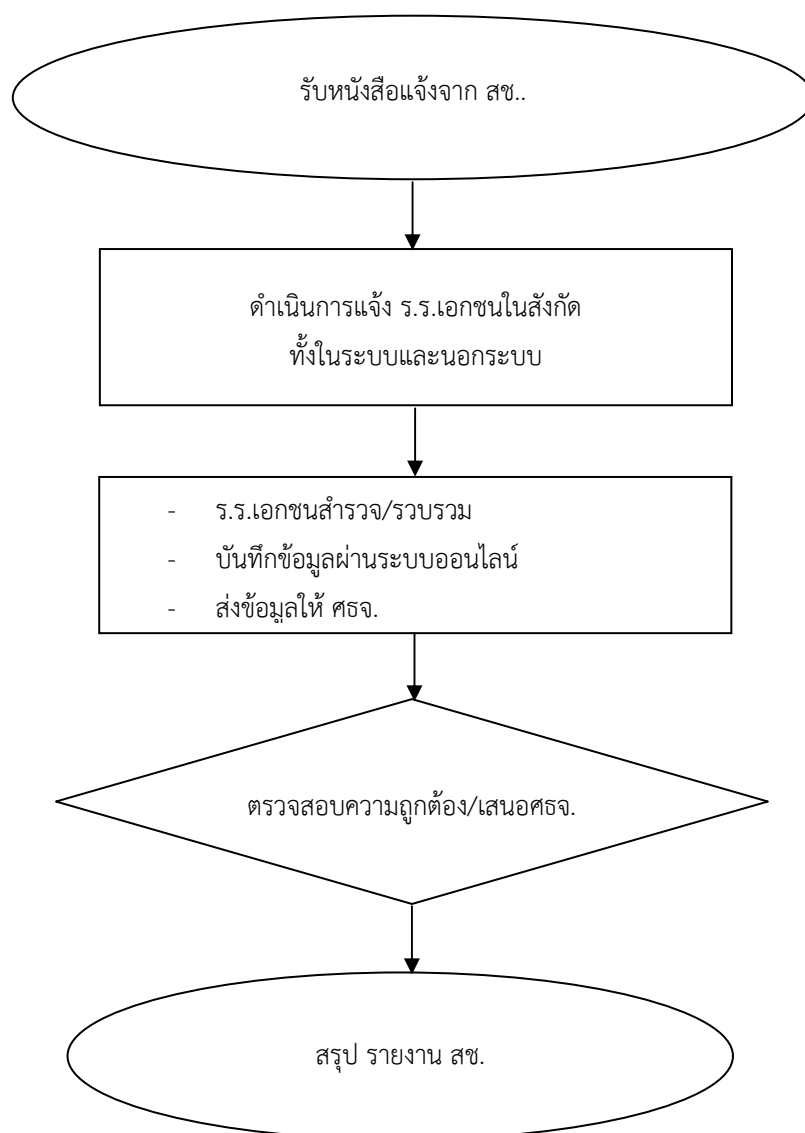 รับหนังสือแจ้งจาก สช..
ดำเนินการแจ้ง ร.ร.เอกชนในสังกัด
ทั้งในระบบและนอกระบบ
- ร.ร.เอกชนสำรวจ/รวบรวม
- บันทึกข้อมูลผ่านระบบออนไลน์
- ส่งข้อมูลให้ ศธจ.
ตรวจสอบความถูกต้อง/เสนอศธจ.
สรุป รายงาน สช.